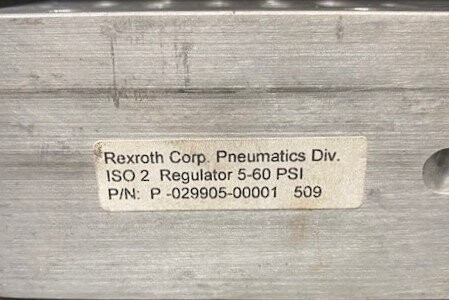 Rexroth Corp. Pneumatics Div.
ISO 2 Regulator 5-60 PSI
P/N: P -029905-00001 509